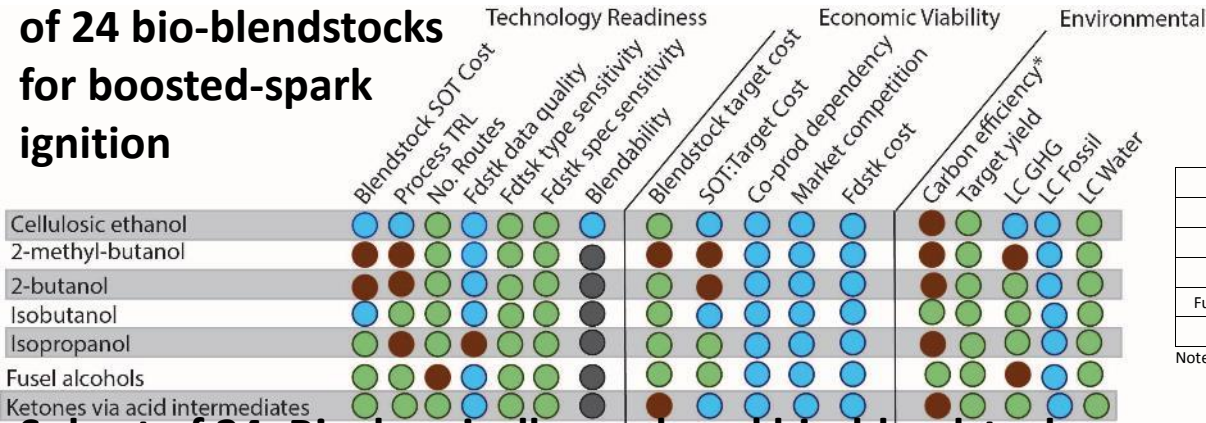 of 24 bio-blendstocks
for boosted-spark
ignition
Technology Readiness
Economic Viability
Environmental
Blendstock SOT Cost
Process TRL
No. Routes
Fdstk data quality
Fdtsk type sensitivity
Fdstk spec sensitivity
Blendability
Blendstock target cost
SOT:Target Cost
Co-prod dependency
Market competition
Fdstk cost
Carbon efficiency*
Target yield
LC GHG
LC Fossil
LC Water
Cellulosic ethanol
2-methyl-butanol
2-butanol
Isobutanol
Isopropanol
Fusel alcohols
Ketones via acid intermediates
Fu
Note